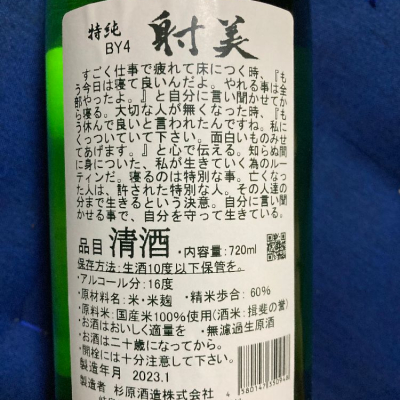 特純
BY4
射美
すごく仕事で疲れて床につく時、『も
う今日は寝て良いんだよ。やれる事は全
部やったよ。』と自分に言い聞かせてか
ら寝る。大切な人が無くなった時、『も
う休んで良いと言われたんですね。私に
くっついていて下さい。面白いものみせ
てあげます。』と心で伝える。知らぬ間
に身についた、私が生きていく為のルー
ティンだ。寝るのは特別な事。亡くなっ
た人は、許された特別な人。その人達の
分まで生きるという決意。自分に言い聞
かせる事で、自分を守って生きている。
品目 清酒 ・内容量:720ml
保存方法:生酒10度以下保管を。
・アルコール分:16度
・原材料名:米・米麹 ・精米歩合:60%
・原料米:国産米100%使用(酒米:揖斐の誉)
・お酒はおいしく適量を ・無濾過生原酒
・お酒は二十歳になってから。
・開栓には十分注意して下さい。
製造年月 2023.1
製造者 杉原酒造株式会社
4580147390948